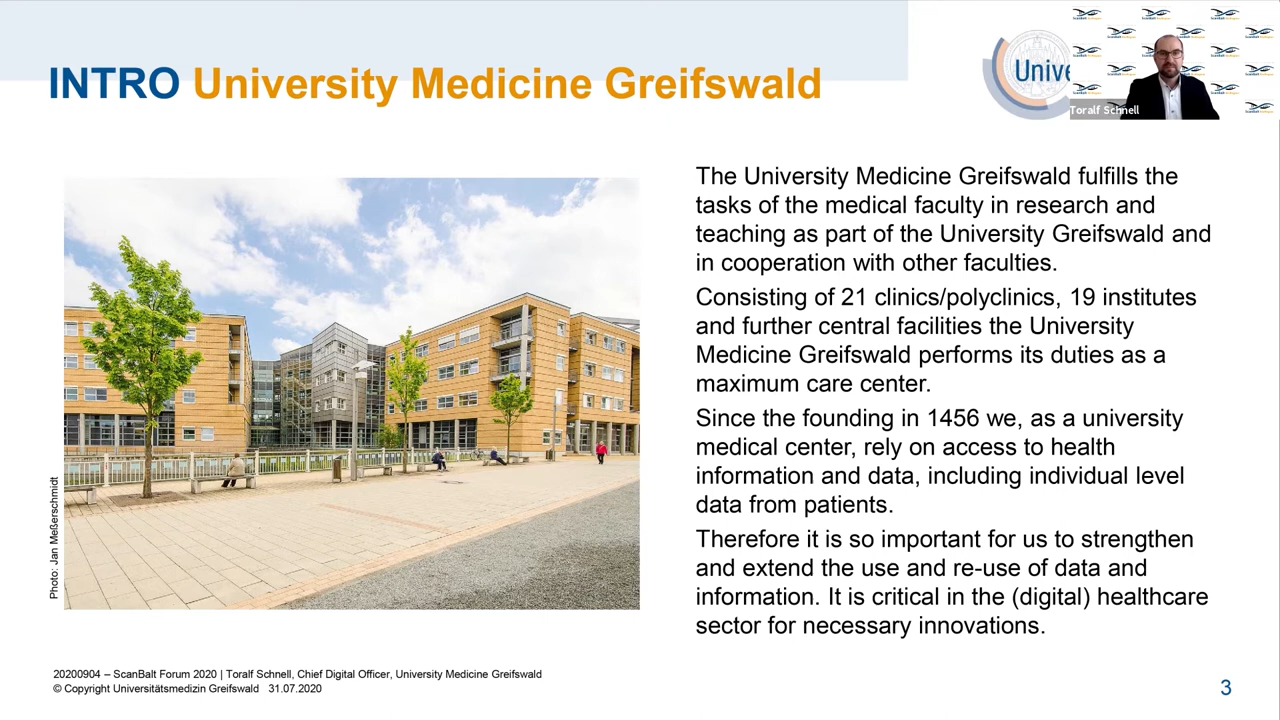 INTRO University Medicine Greifswald
Unive
Toralf Schnell
The University Medicine Greifswald fulfills the
tasks of the medical faculty in research and
teaching as part of the University Greifswald and
in cooperation with other faculties.
Consisting of 21 clinics/polyclinics, 19 institutes
and further central facilities the University
Medicine Greifswald performs its duties as a
maximum care center.
Since the founding in 1456 we, as a university
medical center, rely on access to health
information and data, including individual level
data from patients.
Therefore it is so important for us to strengthen
and extend the use and re-use of data and
information. It is critical in the (digital) healthcare
sector for necessary innovations.
Photo: Jan Meßerschmidt
20200904 – ScanBalt Forum 2020 | Toralf Schnell, Chief Digital Officer, University Medicine Greifswald
© Copyright Universitätsmedizin Greifswald 31.07.2020
3